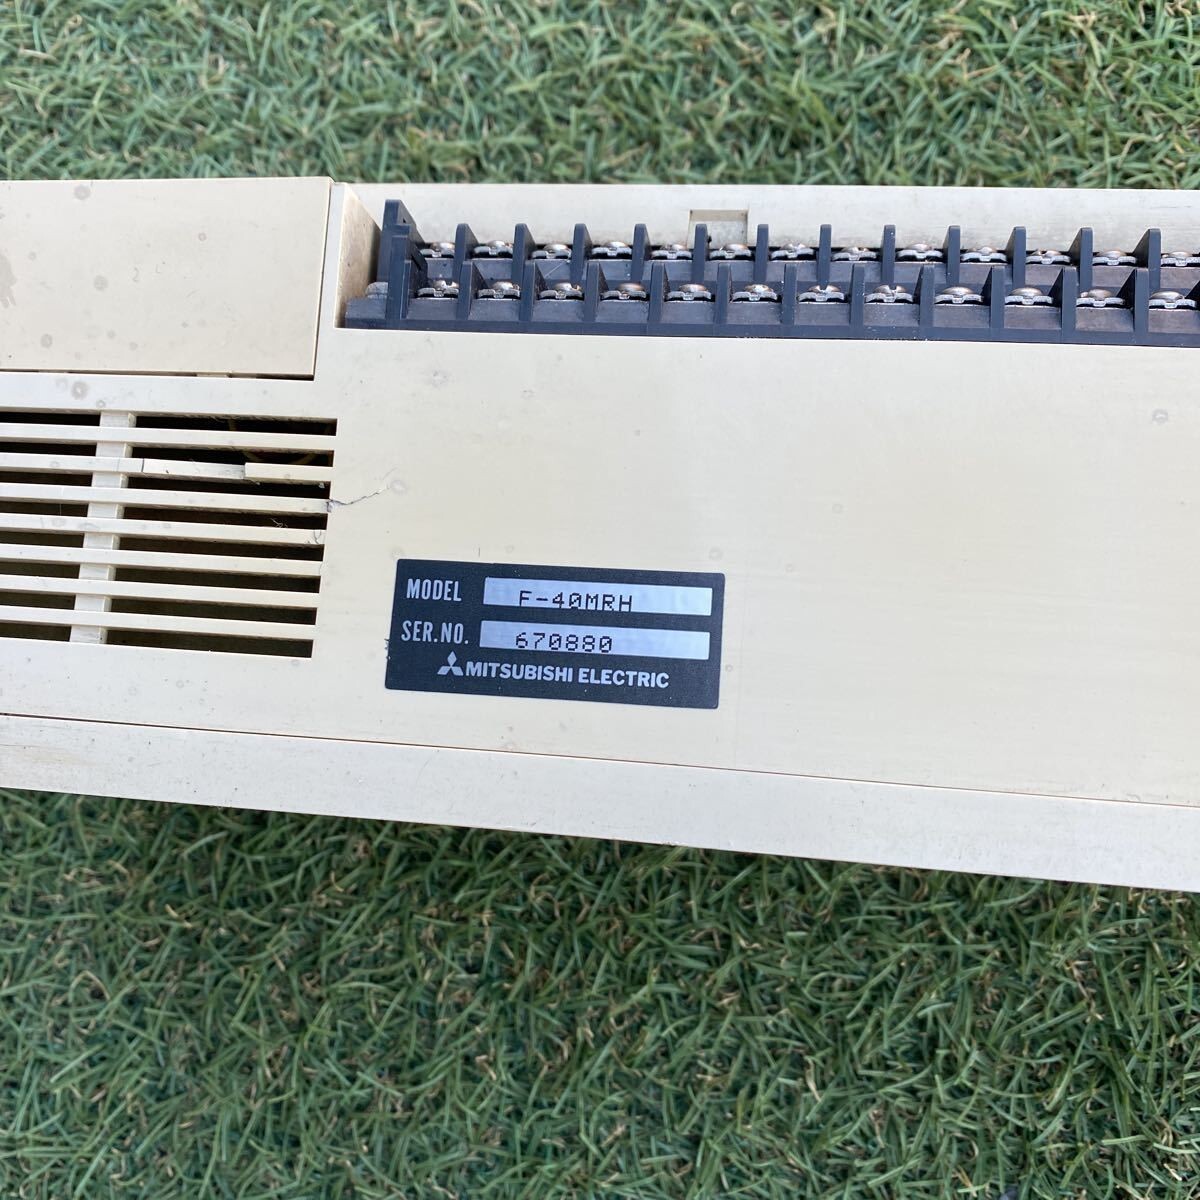 MODEL F-40MRH
SER.NO. 670880
MITSUBISHI ELECTRIC